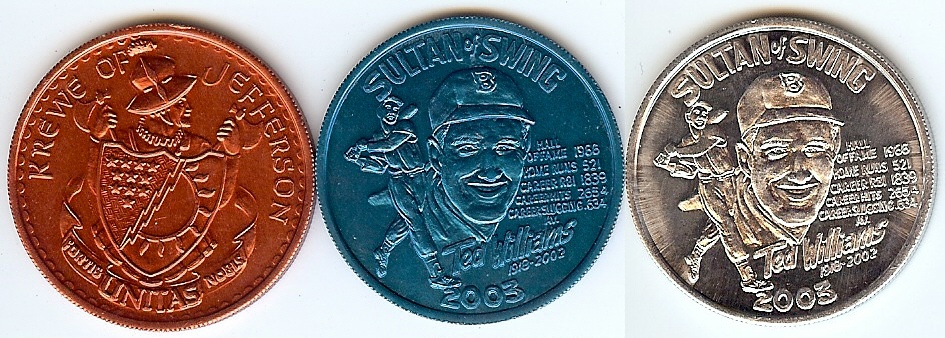 KREWE OF JEFFERSON
FORTIS UNITAS NOBIS
SULTAN of SWING
B
HALL
OF FAME 1966
HOME RUNS 521
CAREER RBI 1839
CAREER HITS 2654
CAREER SLUGGING .634
Ted Williams
1918-2002
2003
SULTAN of SWING
B
HALL
OF FAME 1966
HOME RUNS 521
CAREER RBI 1839
CAREER HITS 2654
CAREER SLUGGING .634
Ted Williams
1918-2002
2003